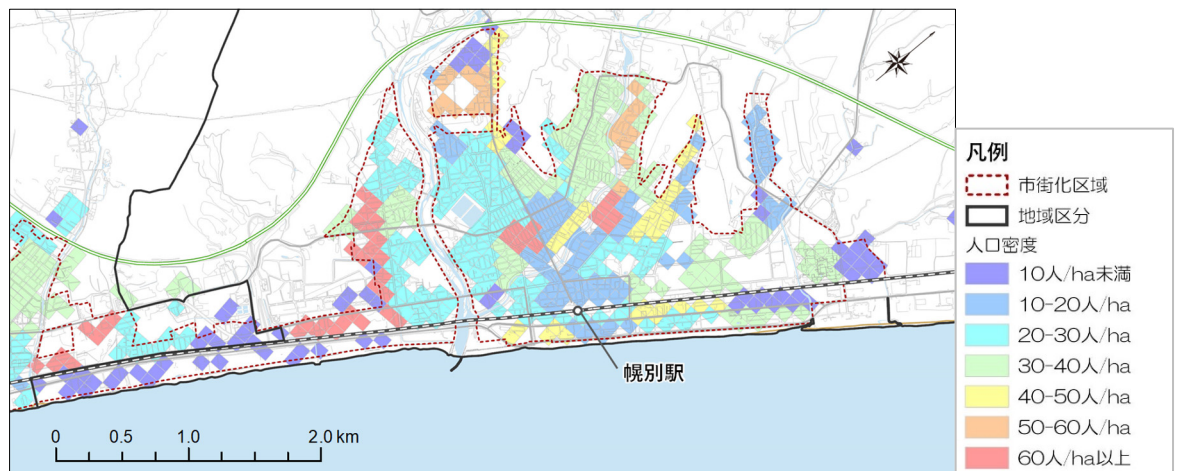 幌別駅
0 0.5 1.0 2.0 km
凡例
市街化区域
地域区分
人口密度
10人/ha未満
10-20人/ha
20-30人/ha
30-40人/ha
40-50人/ha
50-60人/ha
60人/ha以上